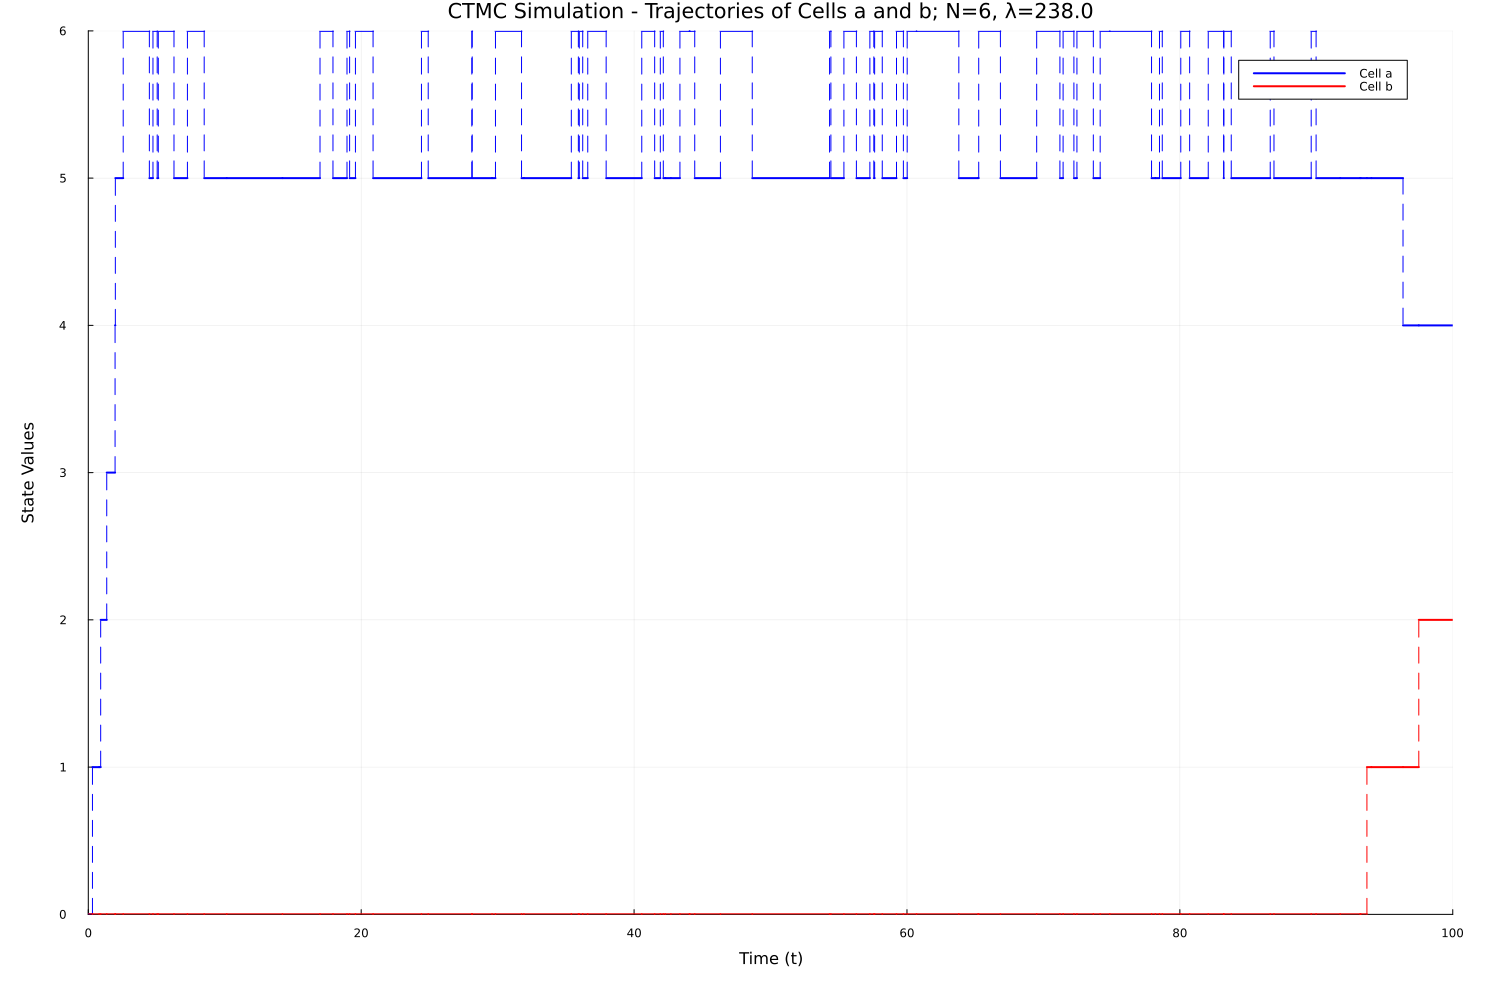 CTMC Simulation - Trajectories of Cells a and b; N=6, λ=238.0
6
Cell a
Cell b
5
4
State Values
3
2
1
0
0 20 40 60 80 100
Time (t)